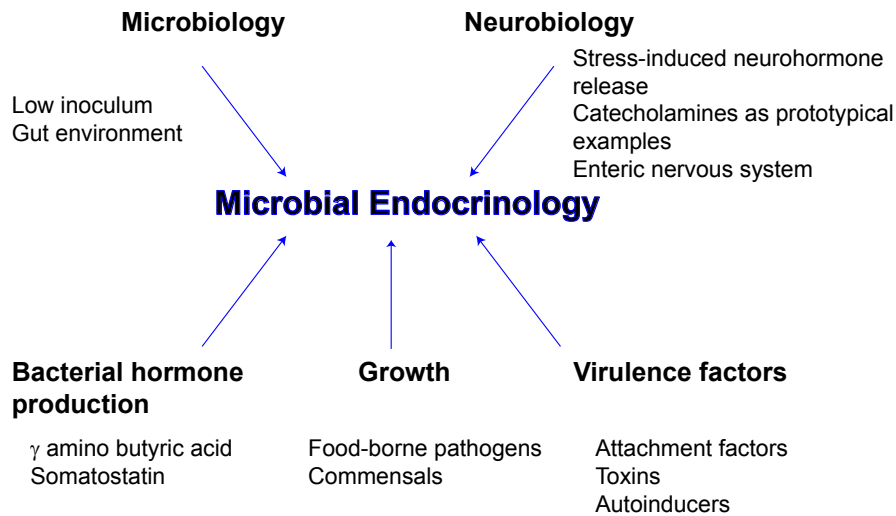 Microbiology
Neurobiology
Low inoculum
Gut environment
Stress-induced neurohormone
release
Catecholamines as prototypical
examples
Enteric nervous system
Microbial Endocrinology
Bacterial hormone
production
γ amino butyric acid
Somatostatin
Growth
Food-borne pathogens
Commensals
Virulence factors
Attachment factors
Toxins
Autoinducers